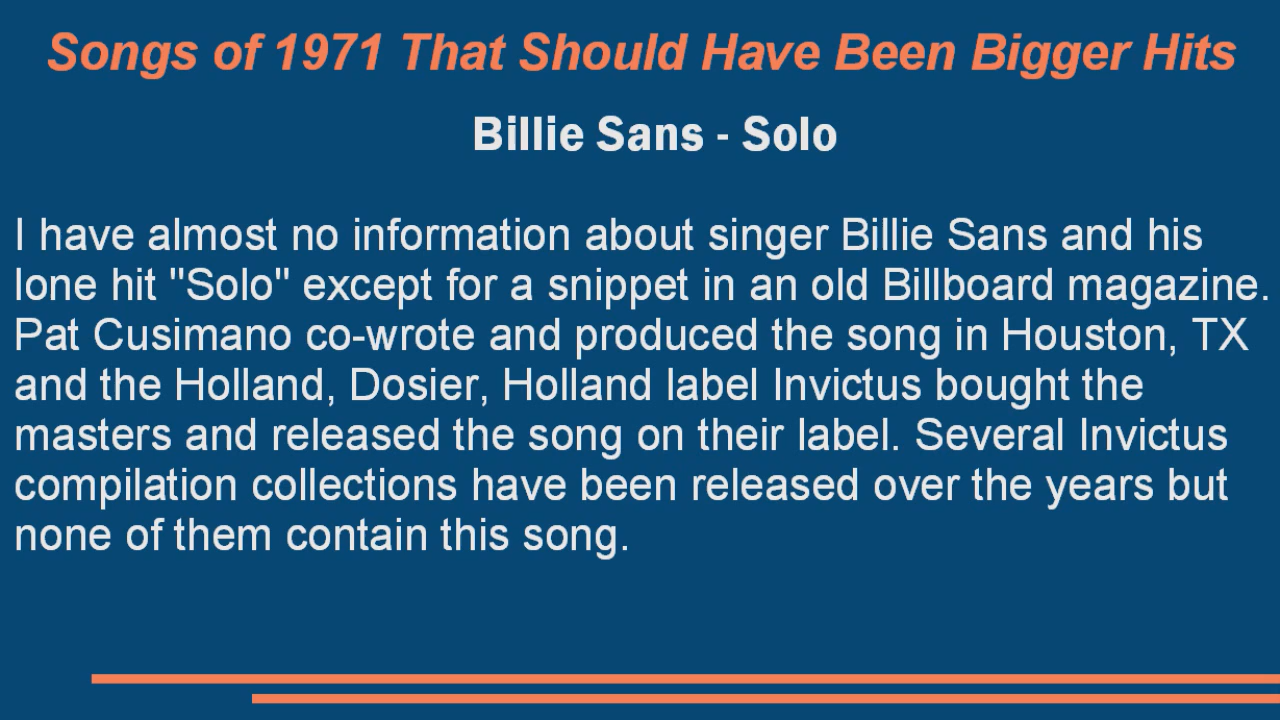 Songs of 1971 That Should Have Been Bigger Hits
Billie Sans - Solo
I have almost no information about singer Billie Sans and his
lone hit "Solo" except for a snippet in an old Billboard magazine.
Pat Cusimano co-wrote and produced the song in Houston, TX
and the Holland, Dosier, Holland label Invictus bought the
masters and released the song on their label. Several Invictus
compilation collections have been released over the years but
none of them contain this song.